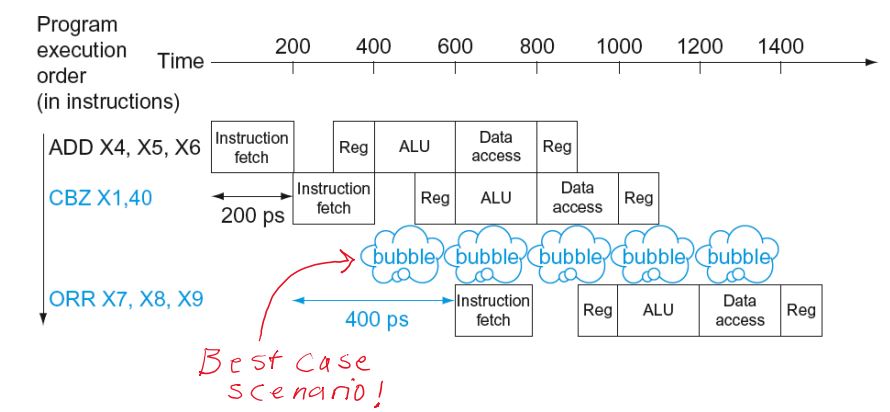 Program
execution
order
(in instructions)
Time
200 400 600 800 1000 1200 1400
ADD X4, X5, X6
Instruction
fetch
Reg
ALU
Data
access
Reg
CBZ X1,40
200 ps
Instruction
fetch
Reg
ALU
Data
access
Reg
bubble bubble bubble bubble bubble
ORR X7, X8, X9
400 ps
Instruction
fetch
Reg
ALU
Data
access
Reg
Best case
scenario!